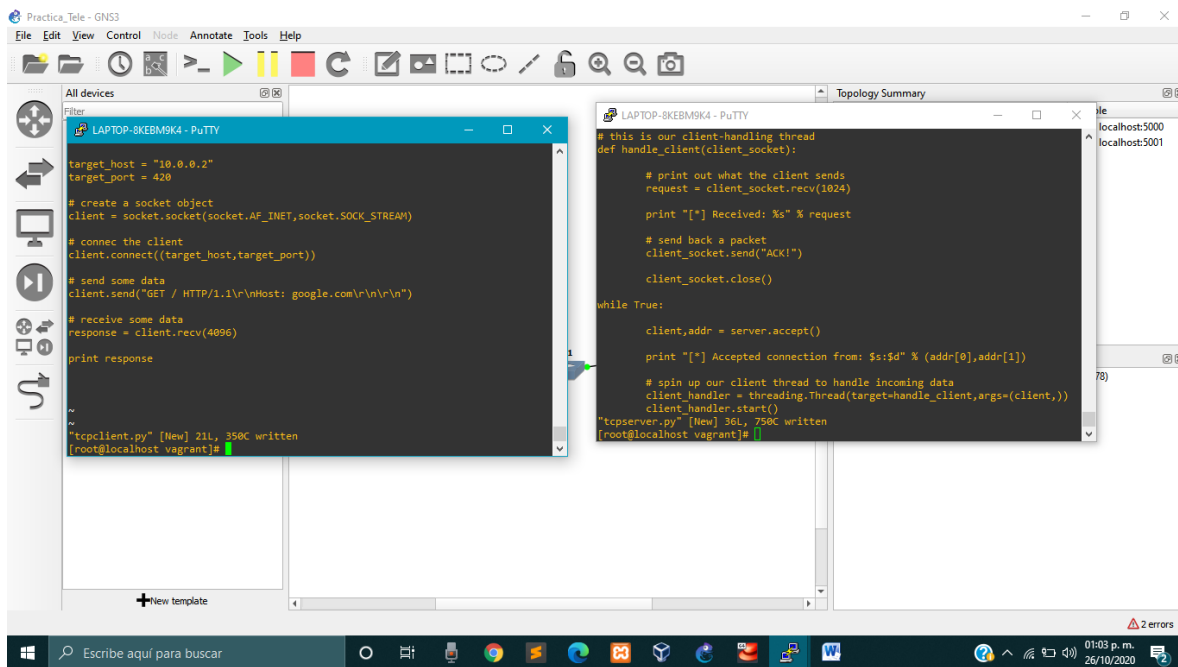 Practica_Tele - GNS3
File Edit View Control Node Annotate Tools Help
All devices
Filter
Topology Summary
LAPTOP-8KEBM9K4 - PuTTY
target_host = "10.0.0.2"
target_port = 420
# create a socket object
client = socket.socket(socket.AF_INET,socket.SOCK_STREAM)
# connec the client
client.connect((target_host,target_port))
# send some data
client.send("GET / HTTP/1.1\r\nHost: google.com\r\n\r\n")
# receive some data
response = client.recv(4096)
print response
~
~
"tcpclient.py" [New] 21L, 350C written
[root@localhost vagrant]#
1
LAPTOP-8KEBM9K4 - PuTTY
# this is our client-handling thread
def handle_client(client_socket):
# print out what the client sends
request = client_socket.recv(1024)
print "[*] Received: %s" % request
# send back a packet
client_socket.send("ACK!")
client_socket.close()
while True:
client,addr = server.accept()
print "[*] Accepted connection from: $s:$d" % (addr[0],addr[1])
# spin up our client thread to handle incoming data
client_handler = threading.Thread(target=handle_client,args=(client,))
client_handler.start()
"tcpserver.py" [New] 36L, 750C written
[root@localhost vagrant]#
ole
localhost:5000
localhost:5001
78)
New template
2 errors
Escribe aquí para buscar
01:03 p. m.
26/10/2020
2